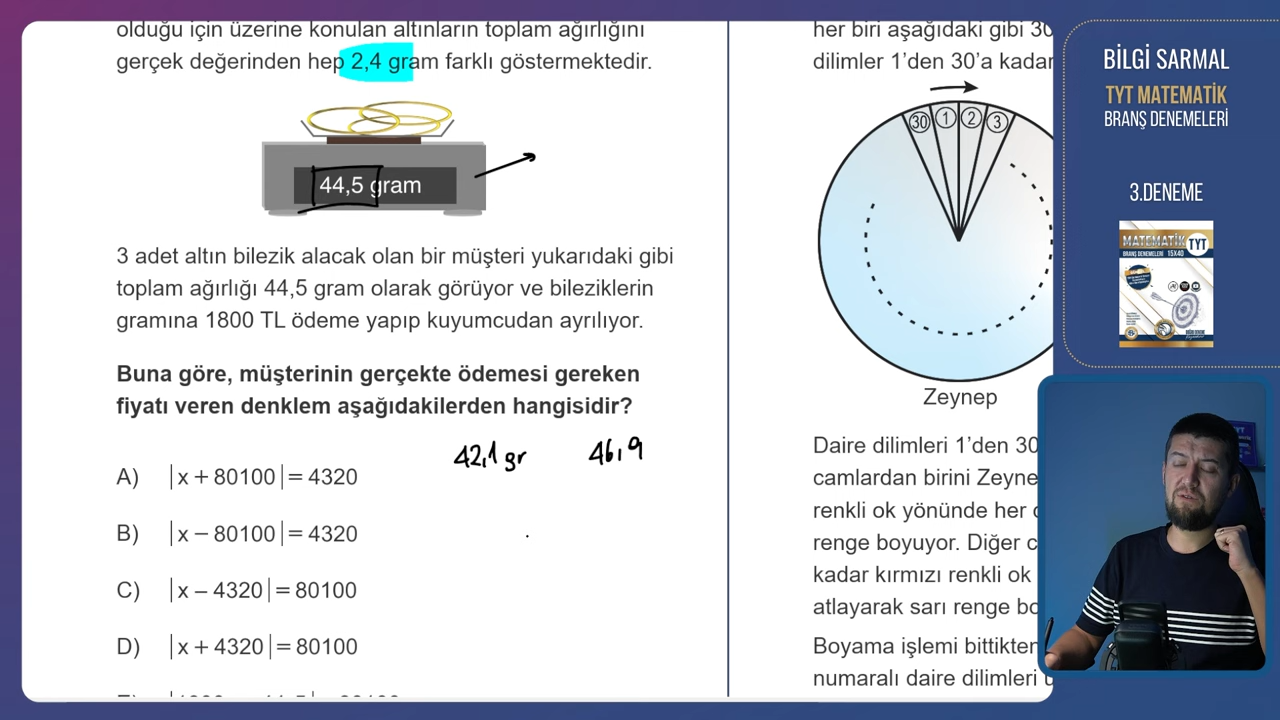 olduğu için üzerine konulan altınların toplam ağırlığını
gerçek değerinden hep 2,4 gram farklı göstermektedir.
44,5 gram
3 adet altın bilezik alacak olan bir müşteri yukarıdaki gibi
toplam ağırlığı 44,5 gram olarak görüyor ve bileziklerin
gramına 1800 TL ödeme yapıp kuyumcudan ayrılıyor.
Buna göre, müşterinin gerçekte ödemesi gereken
fiyatı veren denklem aşağıdakilerden hangisidir?
42,1 gr 46,9
A) |x + 80100| = 4320
B) |x − 80100| = 4320
C) |x − 4320| = 80100
D) |x + 4320| = 80100
her biri aşağıdaki gibi 30
dilimler 1’den 30’a kadar
30 1 2 3
Zeynep
Daire dilimleri 1’den 30
camlardan birini Zeyne
renkli ok yönünde her
renge boyuyor. Diğer c
kadar kırmızı renkli ok
atlayarak sarı renge bo
Boyama işlemi bittikten
numaralı daire dilimleri
BİLGİ SARMAL
TYT MATEMATİK
BRANŞ DENEMELERİ
3.DENEME
MATEMATİK TYT
BRANŞ DENEMELERİ 15X40